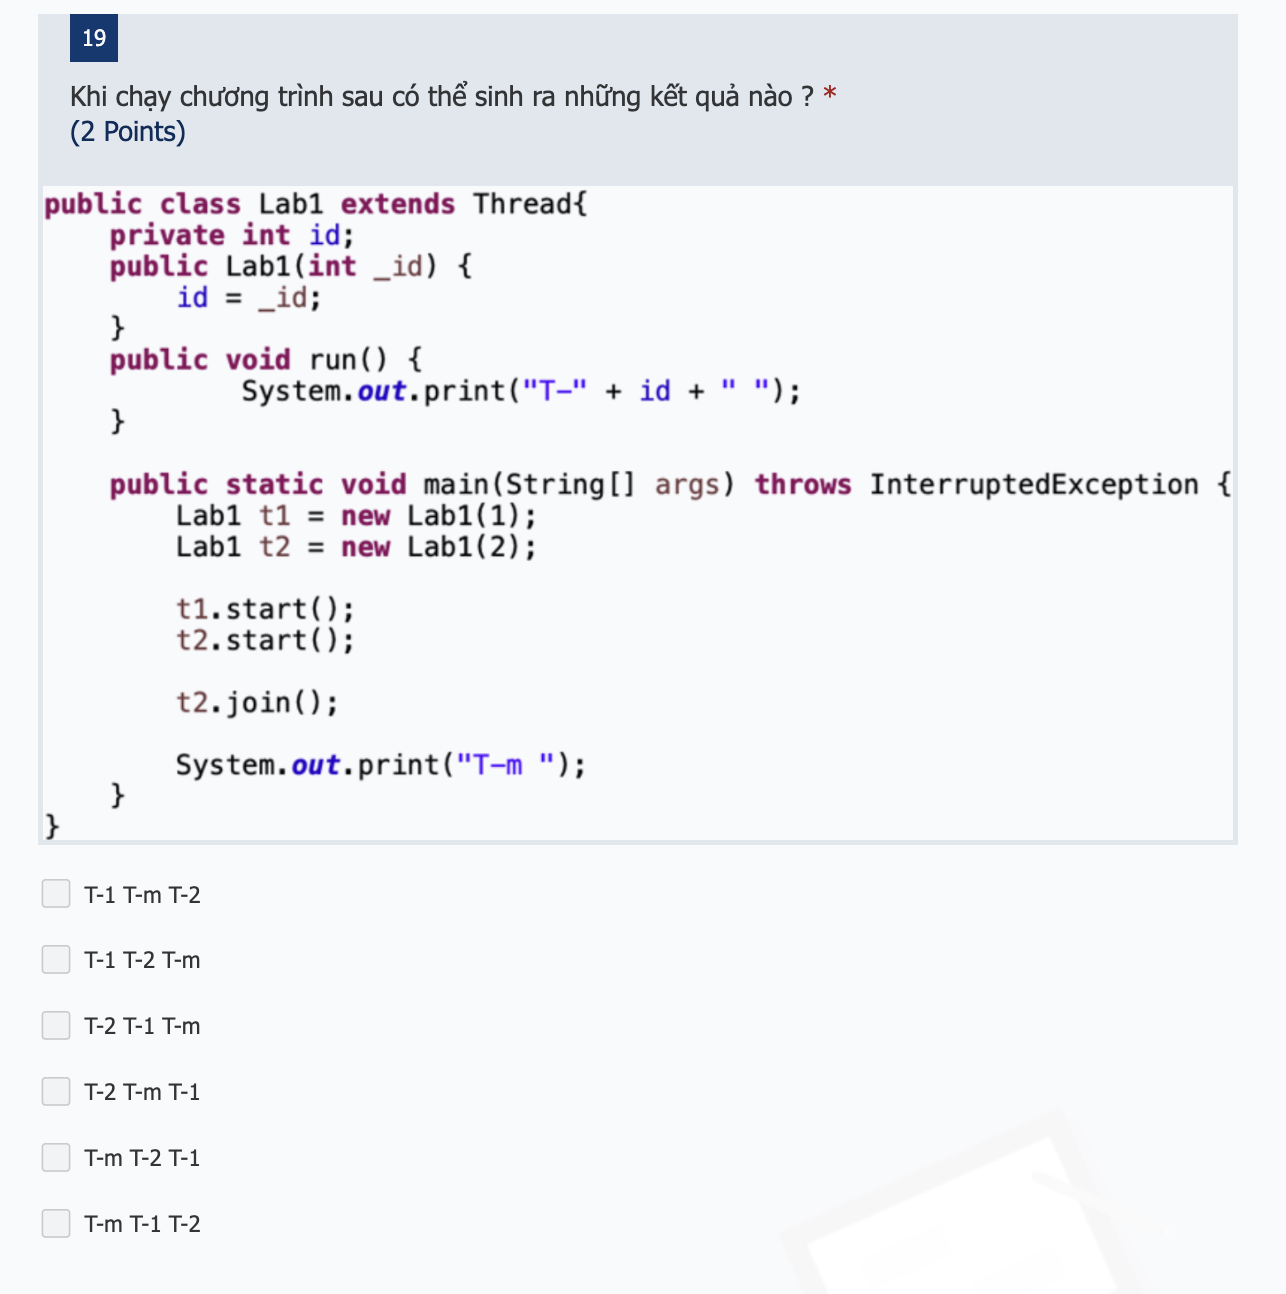 19
Khi chạy chương trình sau có thể sinh ra những kết quả nào ? *
(2 Points)
public class Lab1 extends Thread{
    private int id;
    public Lab1(int _id) {
        id = _id;
    }
    public void run() {
            System.out.print("T-" + id + " ");
    }

    public static void main(String[] args) throws InterruptedException {
        Lab1 t1 = new Lab1(1);
        Lab1 t2 = new Lab1(2);

        t1.start();
        t2.start();

        t2.join();

        System.out.print("T-m ");
    }
}
T-1 T-m T-2
T-1 T-2 T-m
T-2 T-1 T-m
T-2 T-m T-1
T-m T-2 T-1
T-m T-1 T-2